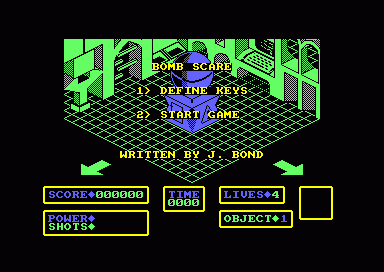 BOMB SCARE
1> DEFINE KEYS
2> START GAME
WRITTEN BY J. BOND
SCORE◆000000
TIME
0000
LIVES◆4
POWER◆
SHOTS◆
OBJECT◆1